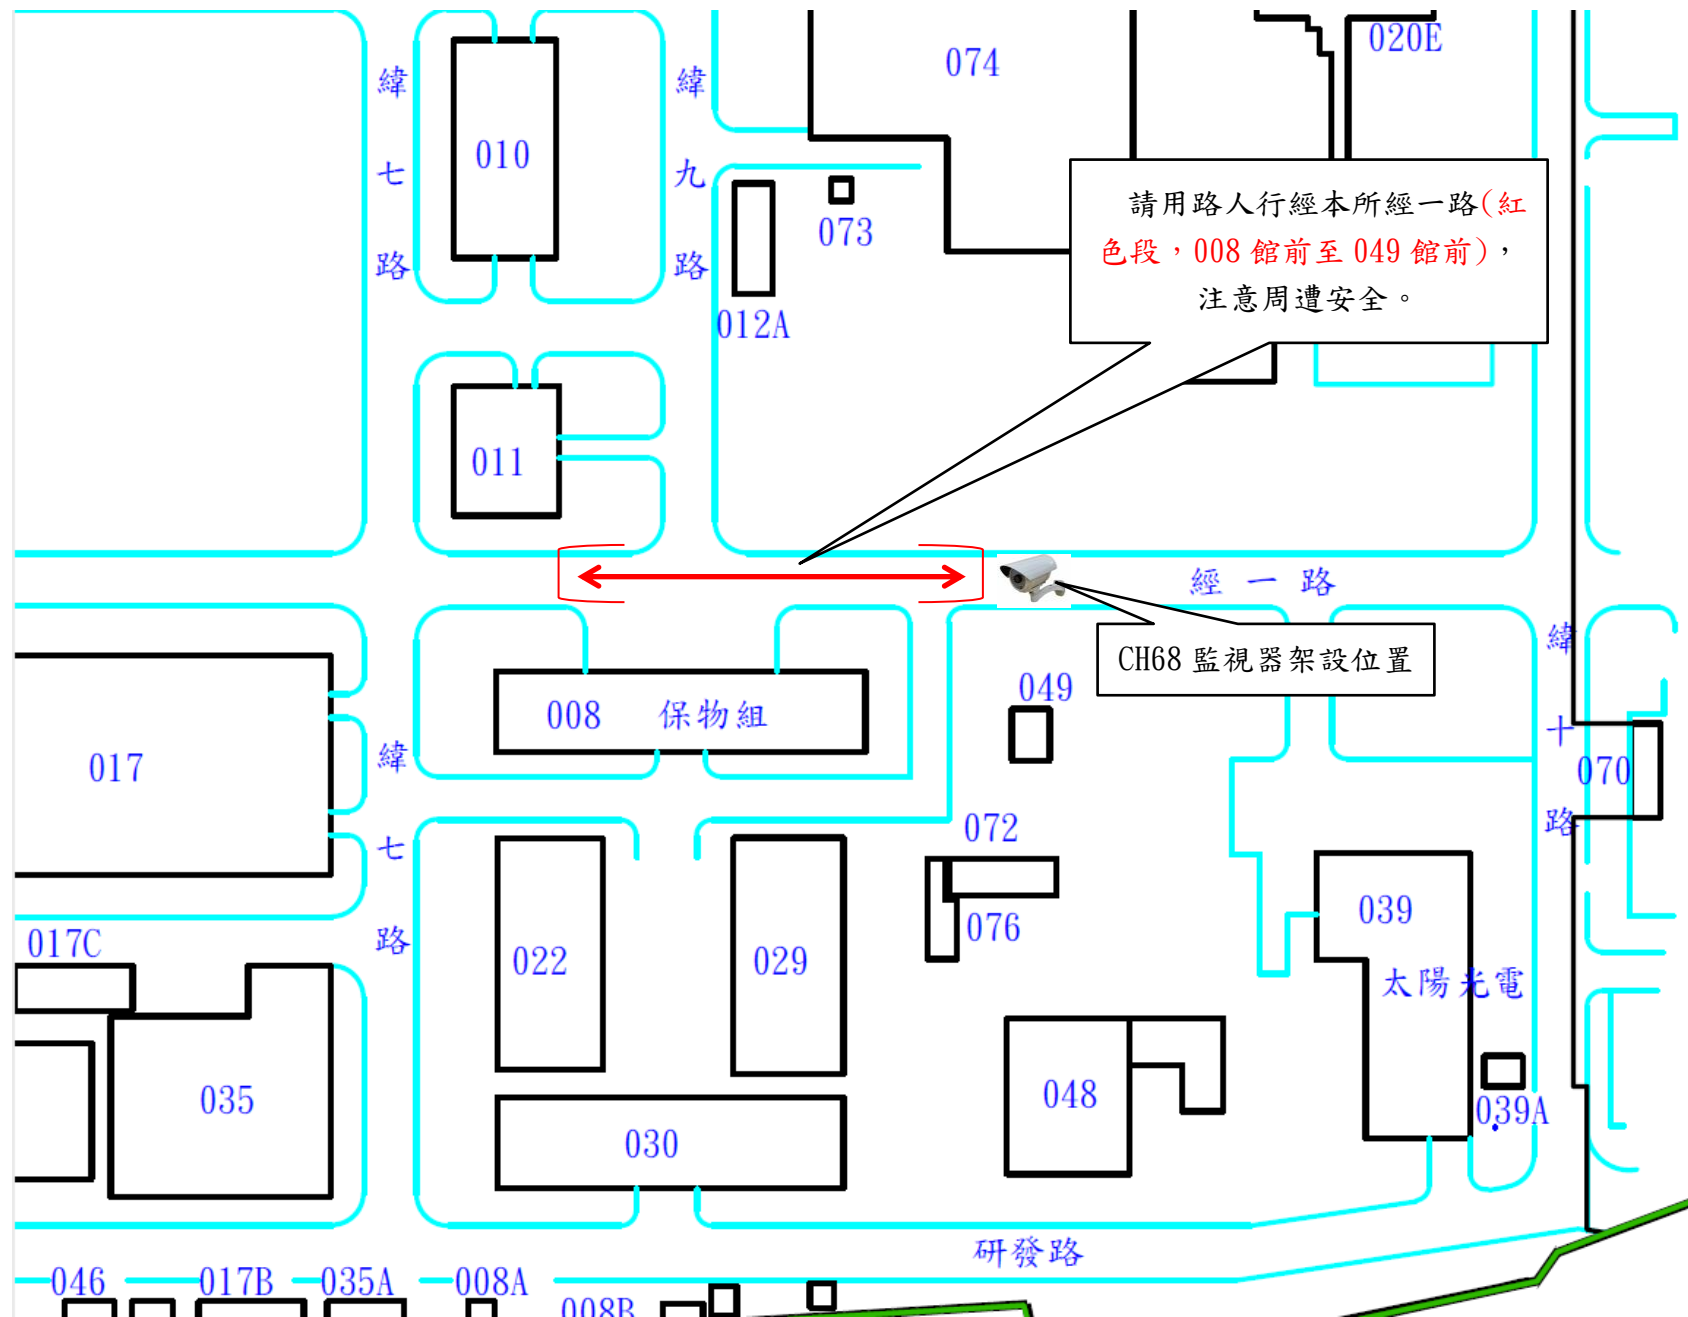 020E
074
緯七路
緯九路
010
073
012A
請用路人行經本所經一路(紅
色段，008 館前至 049 館前)，
注意周遭安全。
011
經一路
CH68 監視器架設位置
緯十路
049
008 保物組
017
緯七路
070
072
076
039
太陽光電
017C
022
029
035
048
039A
030
研發路
046
017B
035A
008A
008B